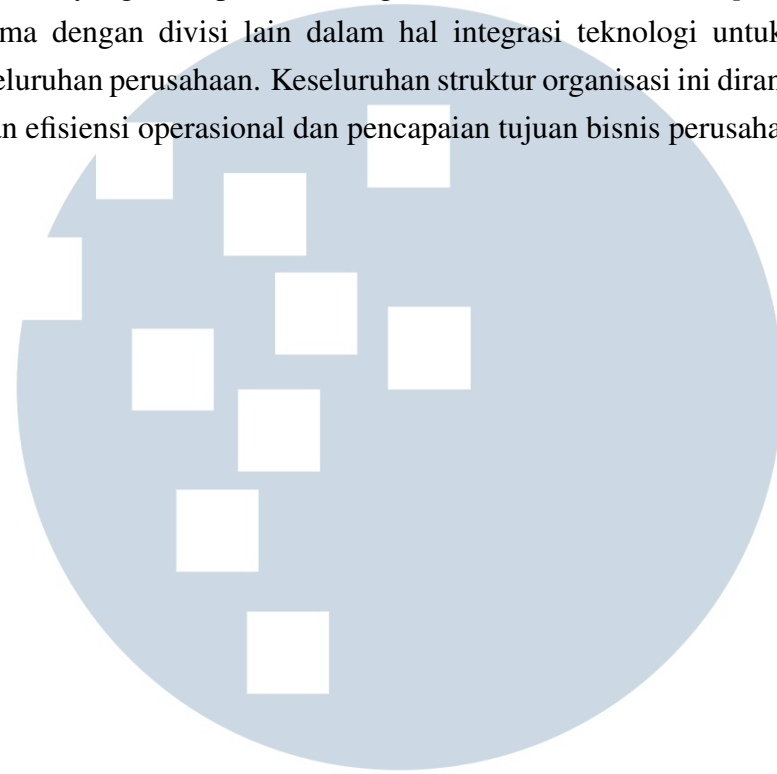 ma dengan divisi lain dalam hal integrasi teknologi untuk
eluruhan perusahaan. Keseluruhan struktur organisasi ini diran
n efisiensi operasional dan pencapaian tujuan bisnis perusaha